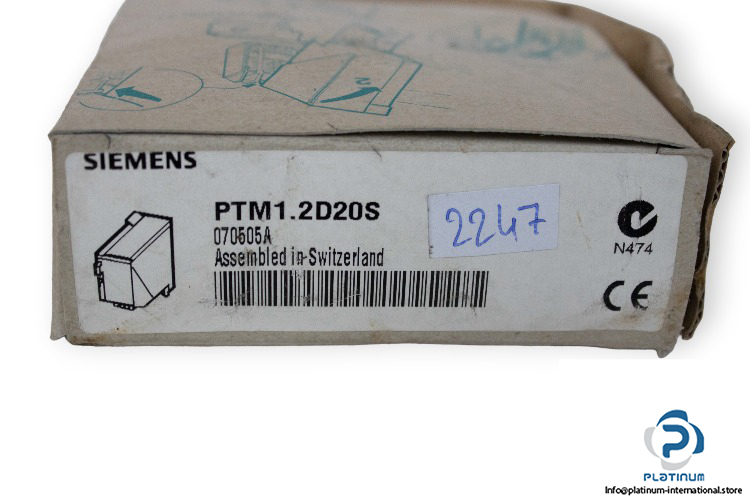 SIEMENS
PTM1.2D20S
070505A
Assembled in Switzerland
2247
N474
CE
PLATINUM
Info@platinum-international.store